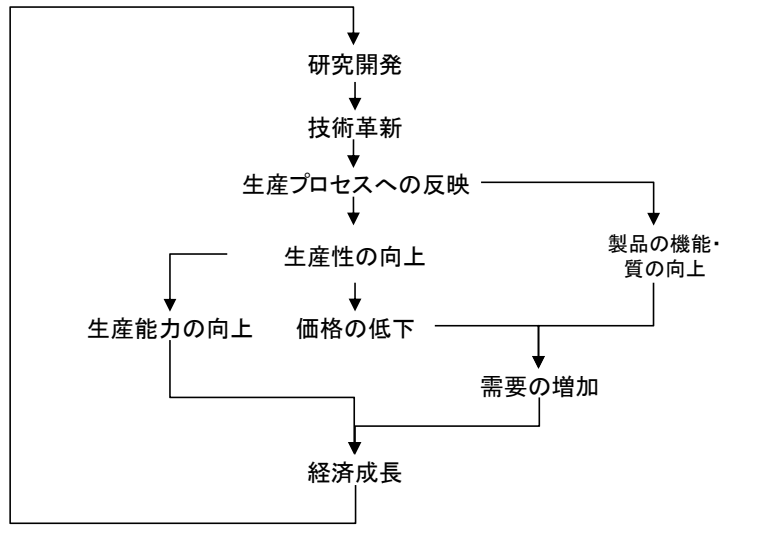 研究開発
技術革新
生産プロセスへの反映
製品の機能・
質の向上
生産性の向上
生産能力の向上
価格の低下
需要の増加
経済成長